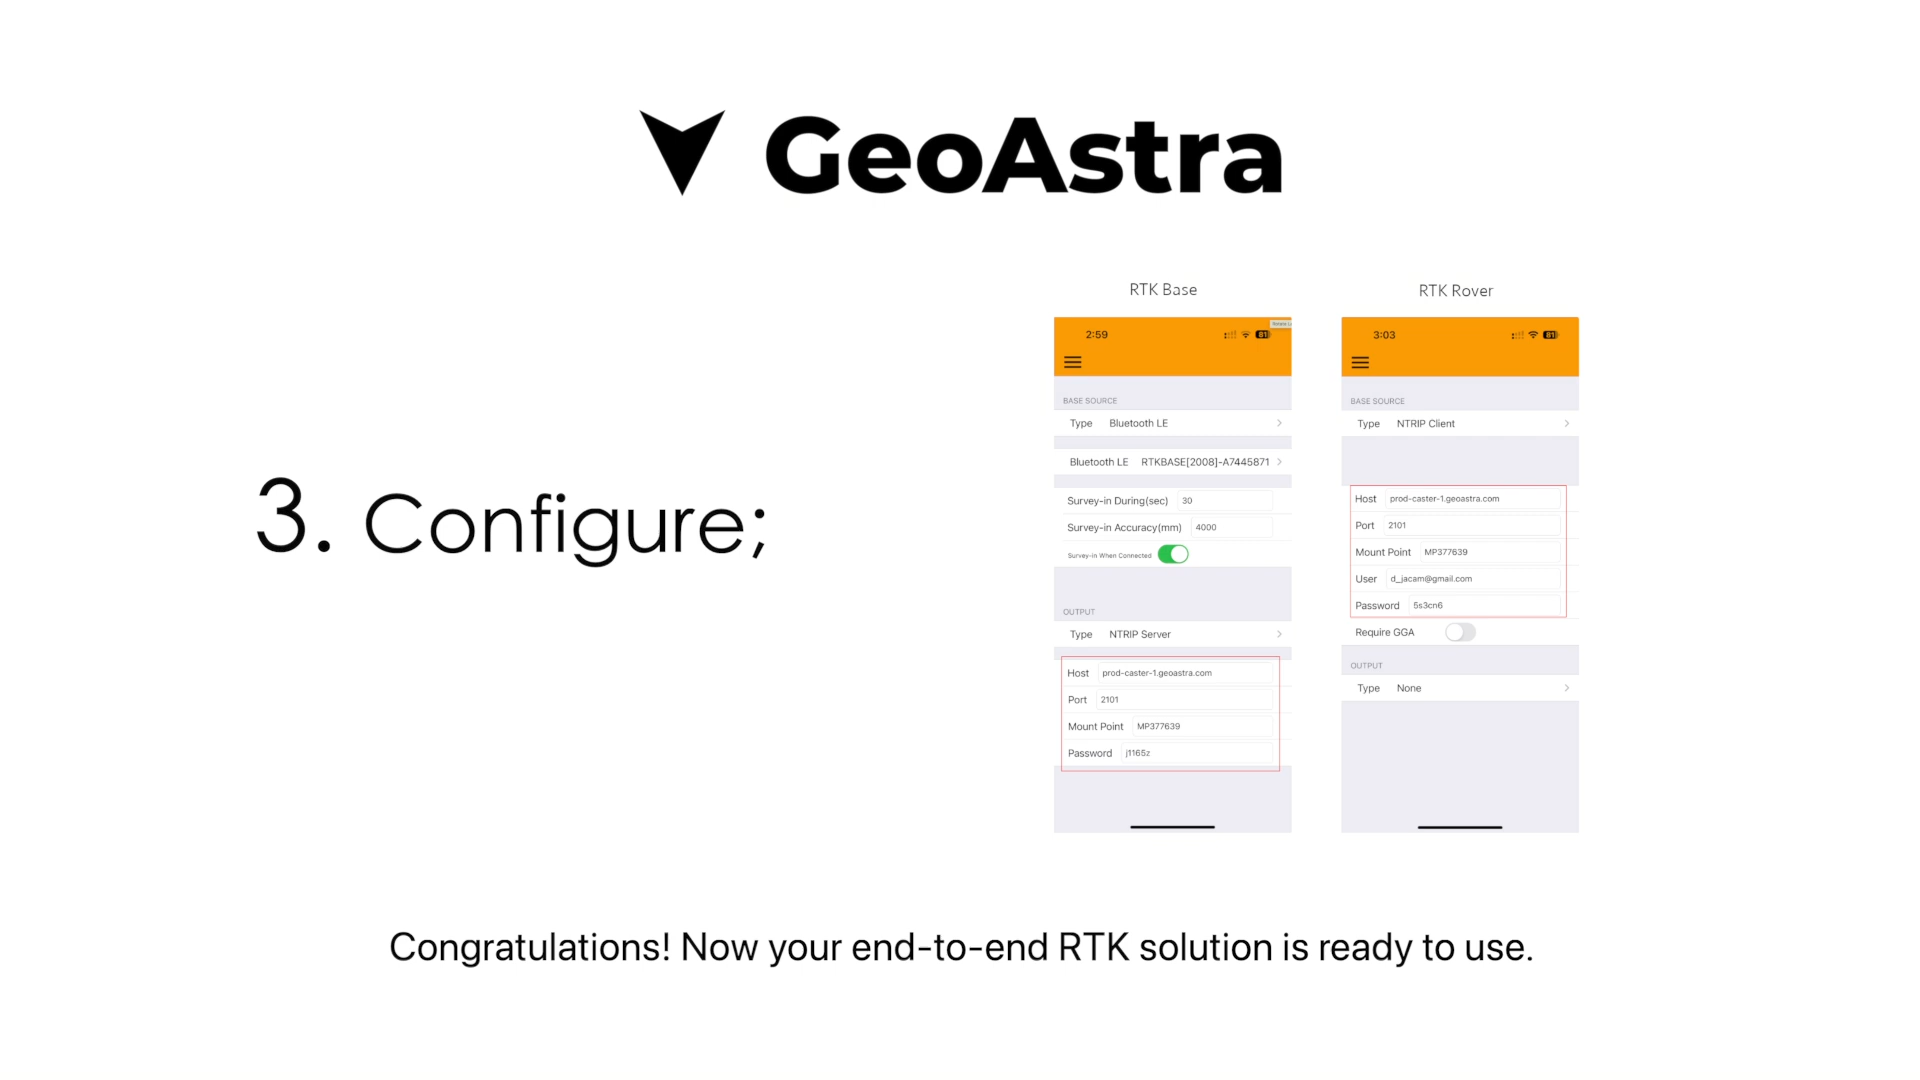 GeoAstra
3. Configure;
RTK Base
2:59
BASE SOURCE
Type Bluetooth LE
Bluetooth LE RTKBASE[2008]-A7445871
Survey-in During(sec) 30
Survey-in Accuracy(mm) 4000
Survey-in When Connected
OUTPUT
Type NTRIP Server
Host prod-caster-1.geoastra.com
Port 2101
Mount Point MP377639
Password j1165z
RTK Rover
3:03
BASE SOURCE
Type NTRIP Client
Host prod-caster-1.geoastra.com
Port 2101
Mount Point MP377639
User d_jacam@gmail.com
Password 5s3cn6
Require GGA
OUTPUT
Type None
Congratulations! Now your end-to-end RTK solution is ready to use.